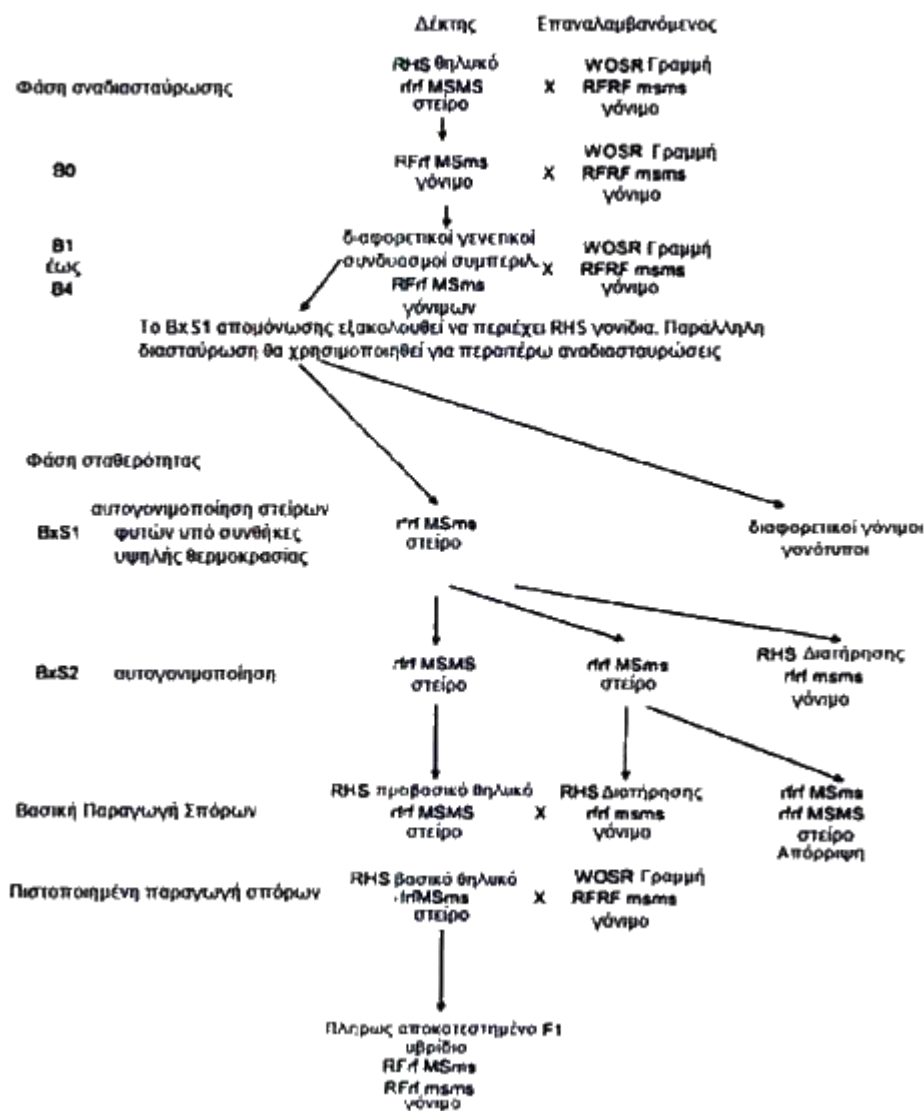 Δέκτης Επαναλαμβανόμενος
RHS θηλυκό WOSR Γραμμή
Φάση αναδιασταύρωσης rfrf MSMS X RFRF msms
στείρο γόνιμο
WOSR Γραμμή
B0 RFrf MSms X RFRF msms
γόνιμο γόνιμο
B1 διαφορετικοί γενετικοί WOSR Γραμμή
έως συνδυασμοί συμπεριλ. X RFRF msms
B4 RFrf MSms γόνιμο
γόνιμων
Το BxS1 απομόνωσης εξακολουθεί να περιέχει RHS γονίδια. Παράλληλη
διασταύρωση θα χρησιμοποιηθεί για περαιτέρω αναδιασταυρώσεις
Φάση σταθερότητας
αυτογονιμοποίηση στείρων
BxS1 φυτών υπό συνθήκες rfrf MSms διαφορετικοί γόνιμοι
υψηλής θερμοκρασίας στείρο γονότυποι
RHS Διατήρησης
BxS2 αυτογονιμοποίηση rfrf MSMS rfrf MSms rfrf msms
στείρο στείρο γόνιμο
RHS πρβασικό θηλυκό RHS Διατήρησης rfrf MSms
Βασική Παραγωγή Σπόρων rfrf MSMS X rfrf msms rfrf MSMS
στείρο γόνιμο στείρο
Απόρριψη
RHS βασικό θηλυκό WOSR Γραμμή
Πιστοποιημένη παραγωγή σπόρων rfrfMSms X RFRF msms
στείρο γόνιμο
Πληρως αποκατεστημένο F1
υβρίδιο
RFrf MSms
RFrf msms
γόνιμο